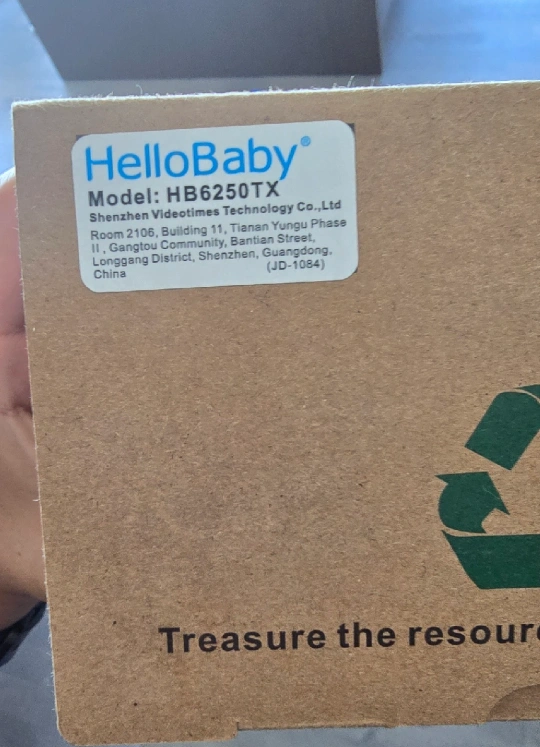 HelloBaby®
Model: HB6250TX
Shenzhen Videotimes Technology Co.,Ltd
Room 2106, Building 11, Tianan Yungu Phase
II , Gangtou Community, Bantian Street,
Longgang District, Shenzhen, Guangdong,
China (JD-1084)
Treasure the resour